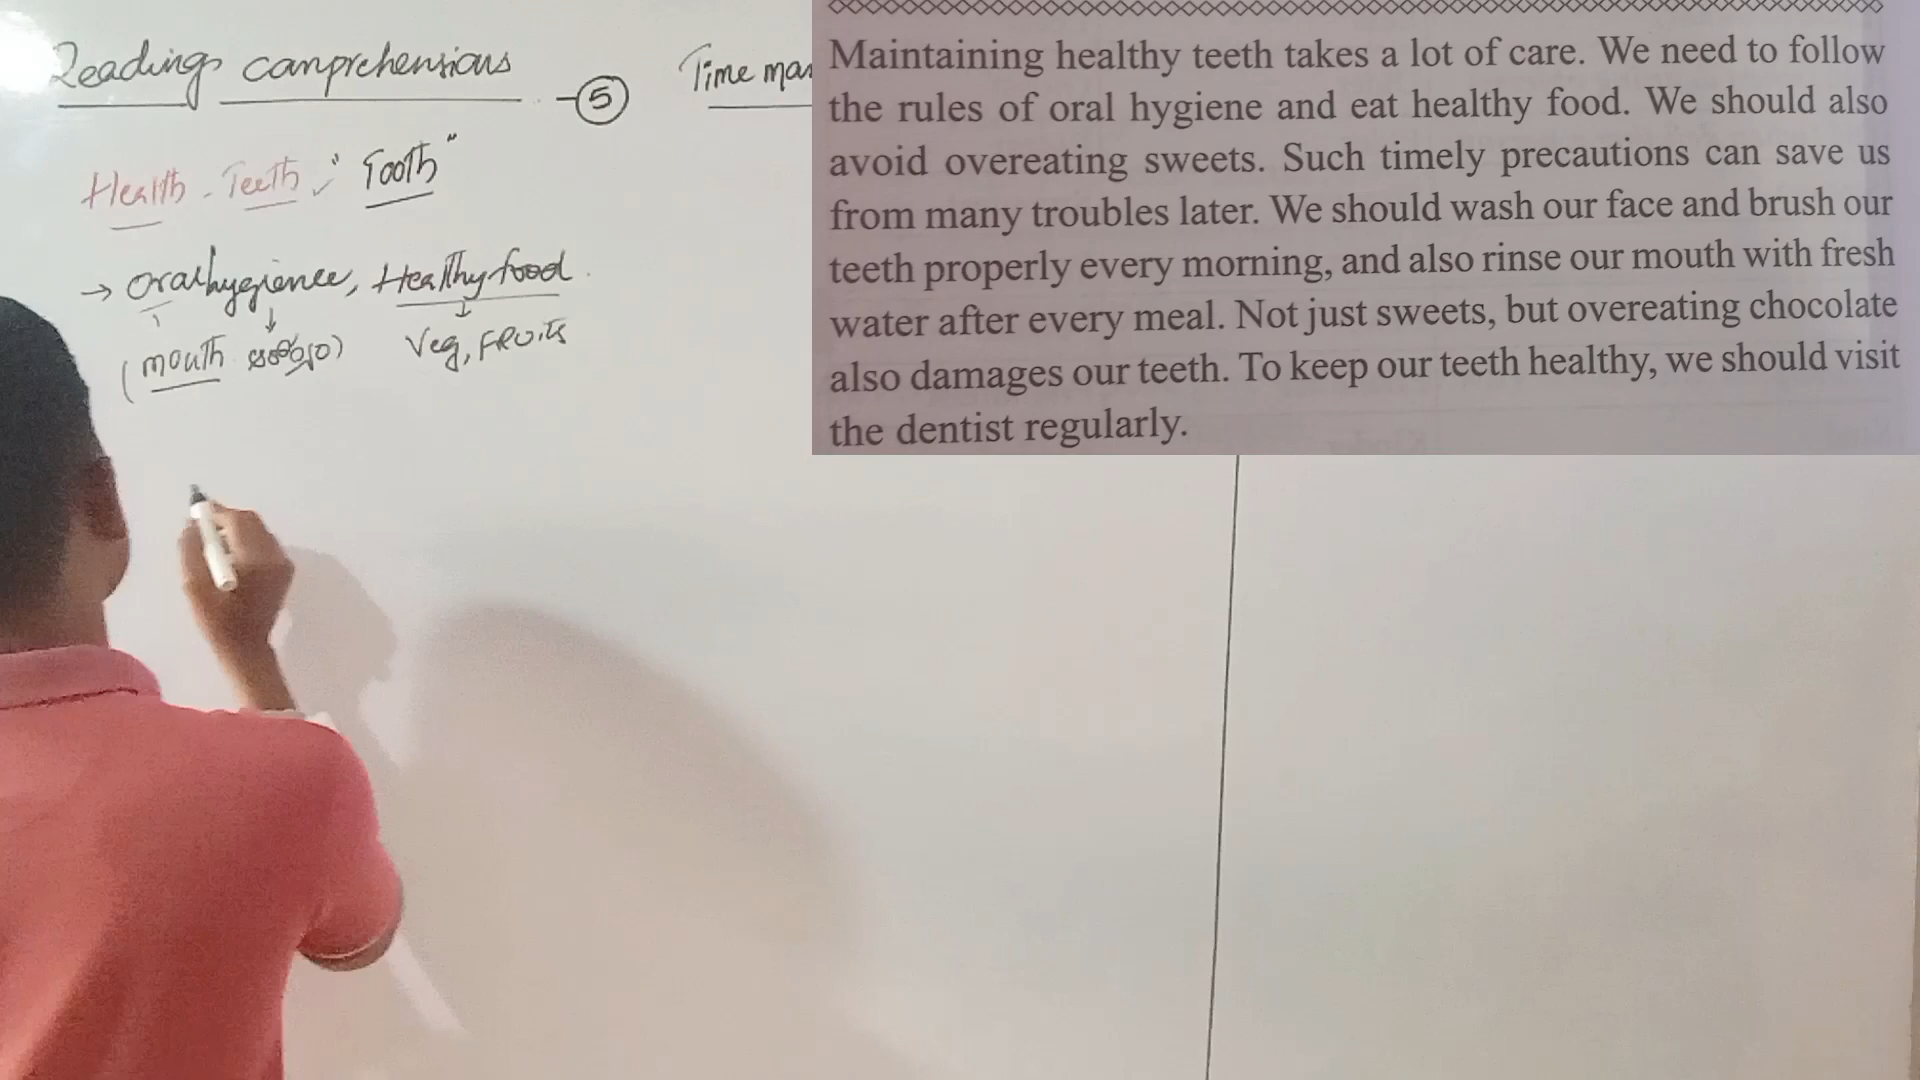 Readings comprehensions
-5
Time man
Health - Teeth "Tooth"
→ Oralhygience, Healthy food.
(mouth
Veg, FRUITS
Maintaining healthy teeth takes a lot of care. We need to follow
the rules of oral hygiene and eat healthy food. We should also
avoid overeating sweets. Such timely precautions can save us
from many troubles later. We should wash our face and brush our
teeth properly every morning, and also rinse our mouth with fresh
water after every meal. Not just sweets, but overeating chocolate
also damages our teeth. To keep our teeth healthy, we should visit
the dentist regularly.